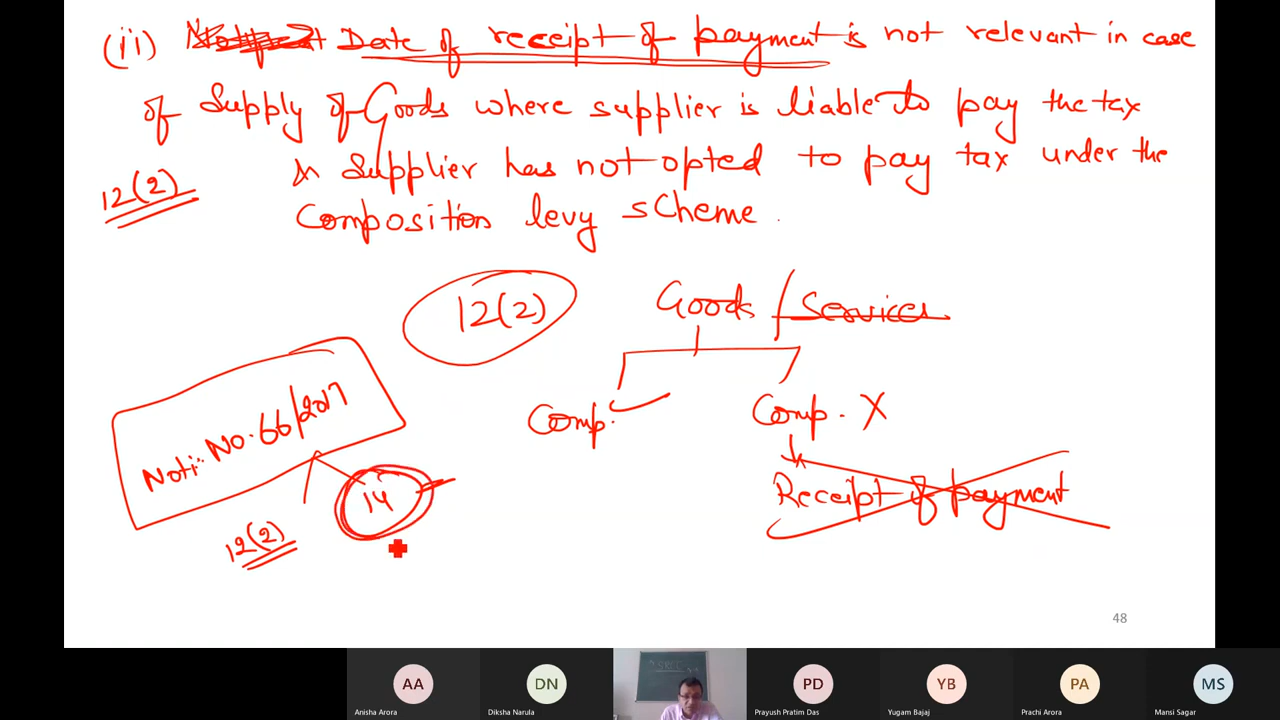 (ii) Date of receipt of payment is not relevant in case
of Supply of Goods where supplier is liable to pay the tax
& Supplier has not opted to pay tax under the
12(2)
Composition levy scheme.
12(2)
Goods / Services
Comp.
Comp. X
Receipt of payment
Noti. No. 66/2017
12(2)
14
48
AA
DN
PD
YB
PA
MS
Anisha Arora
Diksha Narula
Prayush Pratim Das
Yugam Bajaj
Prachi Arora
Mansi Sagar